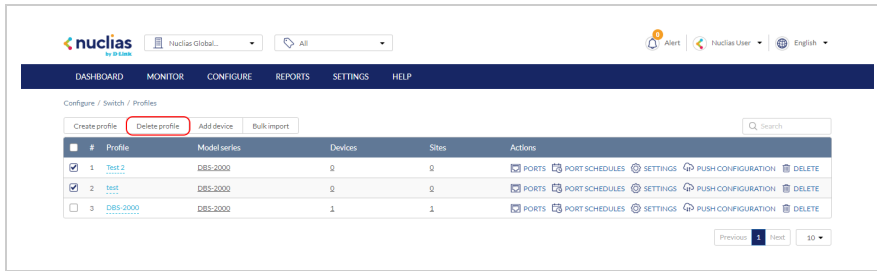 nuclias
by D-Link
Nuclias Global...
All
8
Alert
Nuclias User
English
DASHBOARD MONITOR CONFIGURE REPORTS SETTINGS HELP
Configure / Switch / Profiles
Create profile Delete profile Add device Bulk import
Search
# Profile Model series Devices Sites Actions
1 Test 2 DBS-2000 0 0 PORTS PORT SCHEDULES SETTINGS PUSH CONFIGURATION DELETE
2 test DBS-2000 0 0 PORTS PORT SCHEDULES SETTINGS PUSH CONFIGURATION DELETE
3 DBS-2000 DBS-2000 1 1 PORTS PORT SCHEDULES SETTINGS PUSH CONFIGURATION DELETE
Previous 1 Next 10